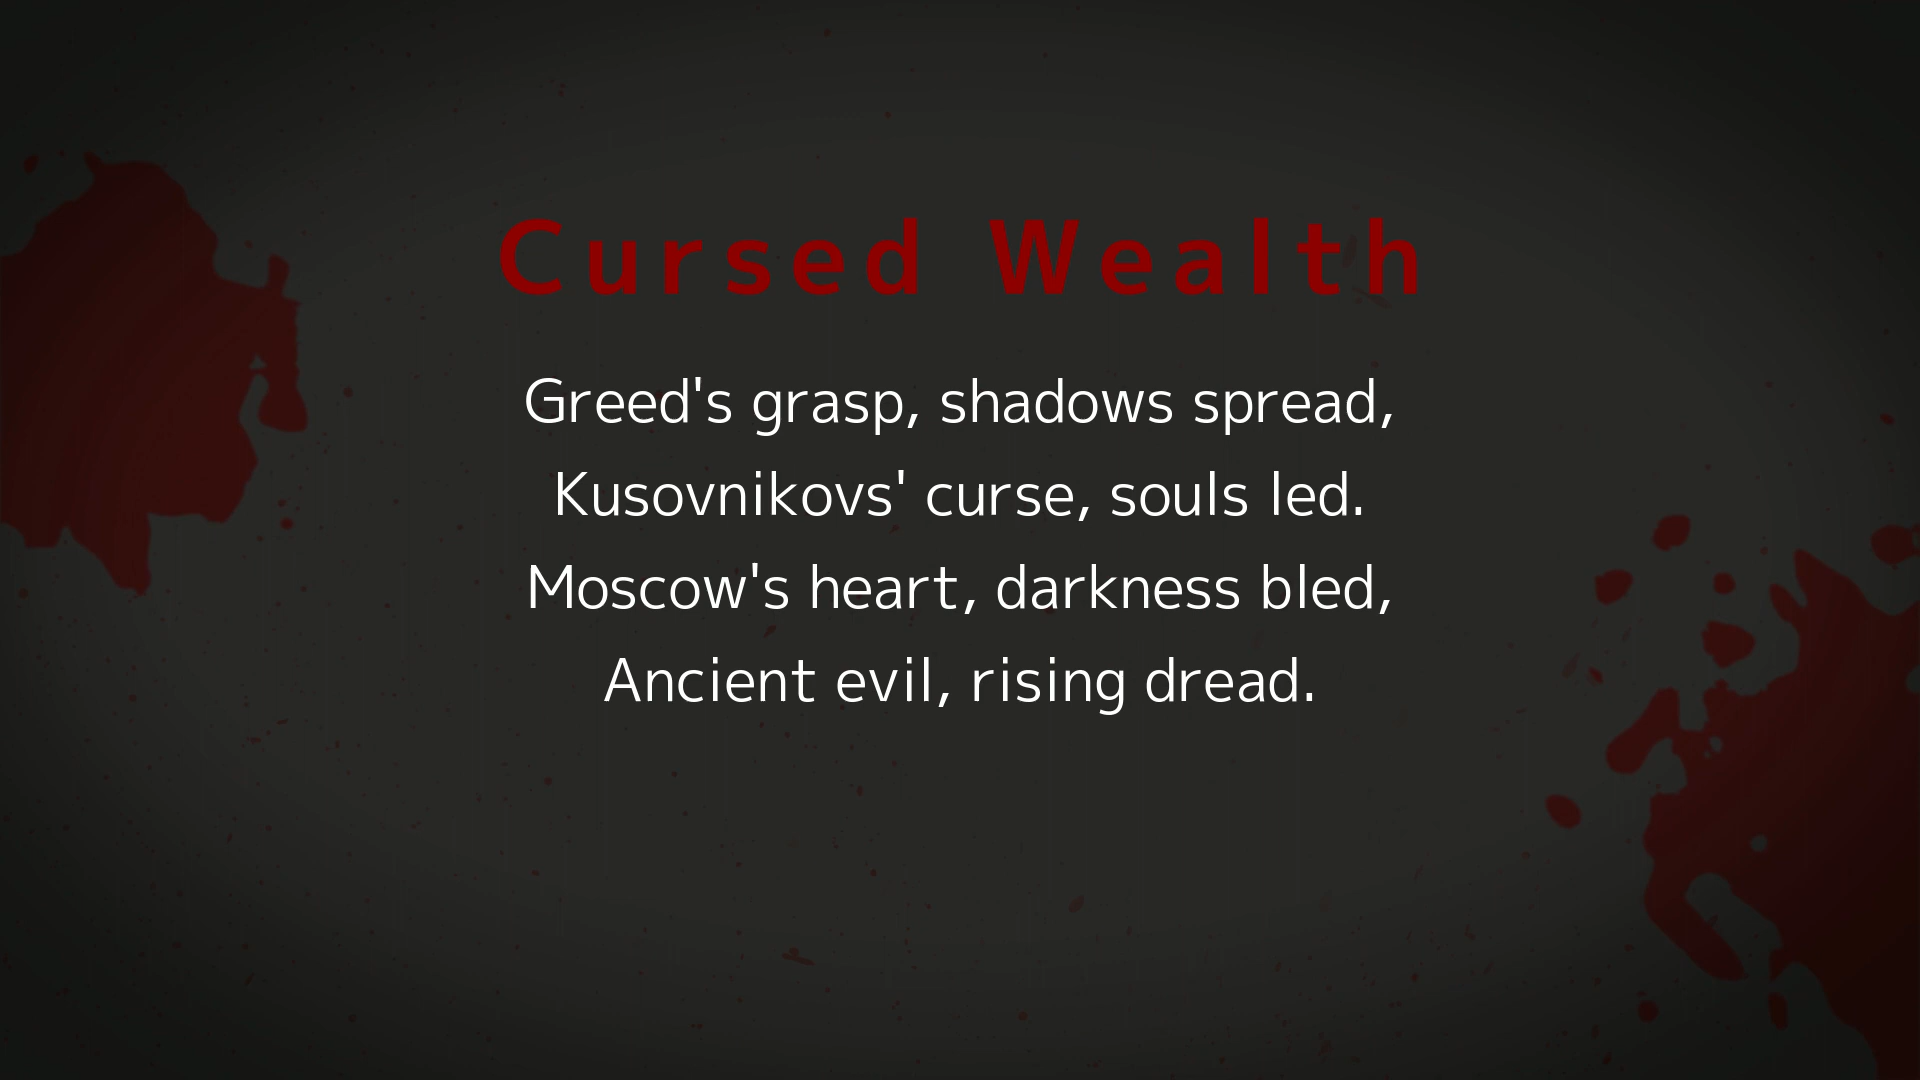 Cursed Wealth
Greed's grasp, shadows spread,
Kusovnikovs' curse, souls led.
Moscow's heart, darkness bled,
Ancient evil, rising dread.